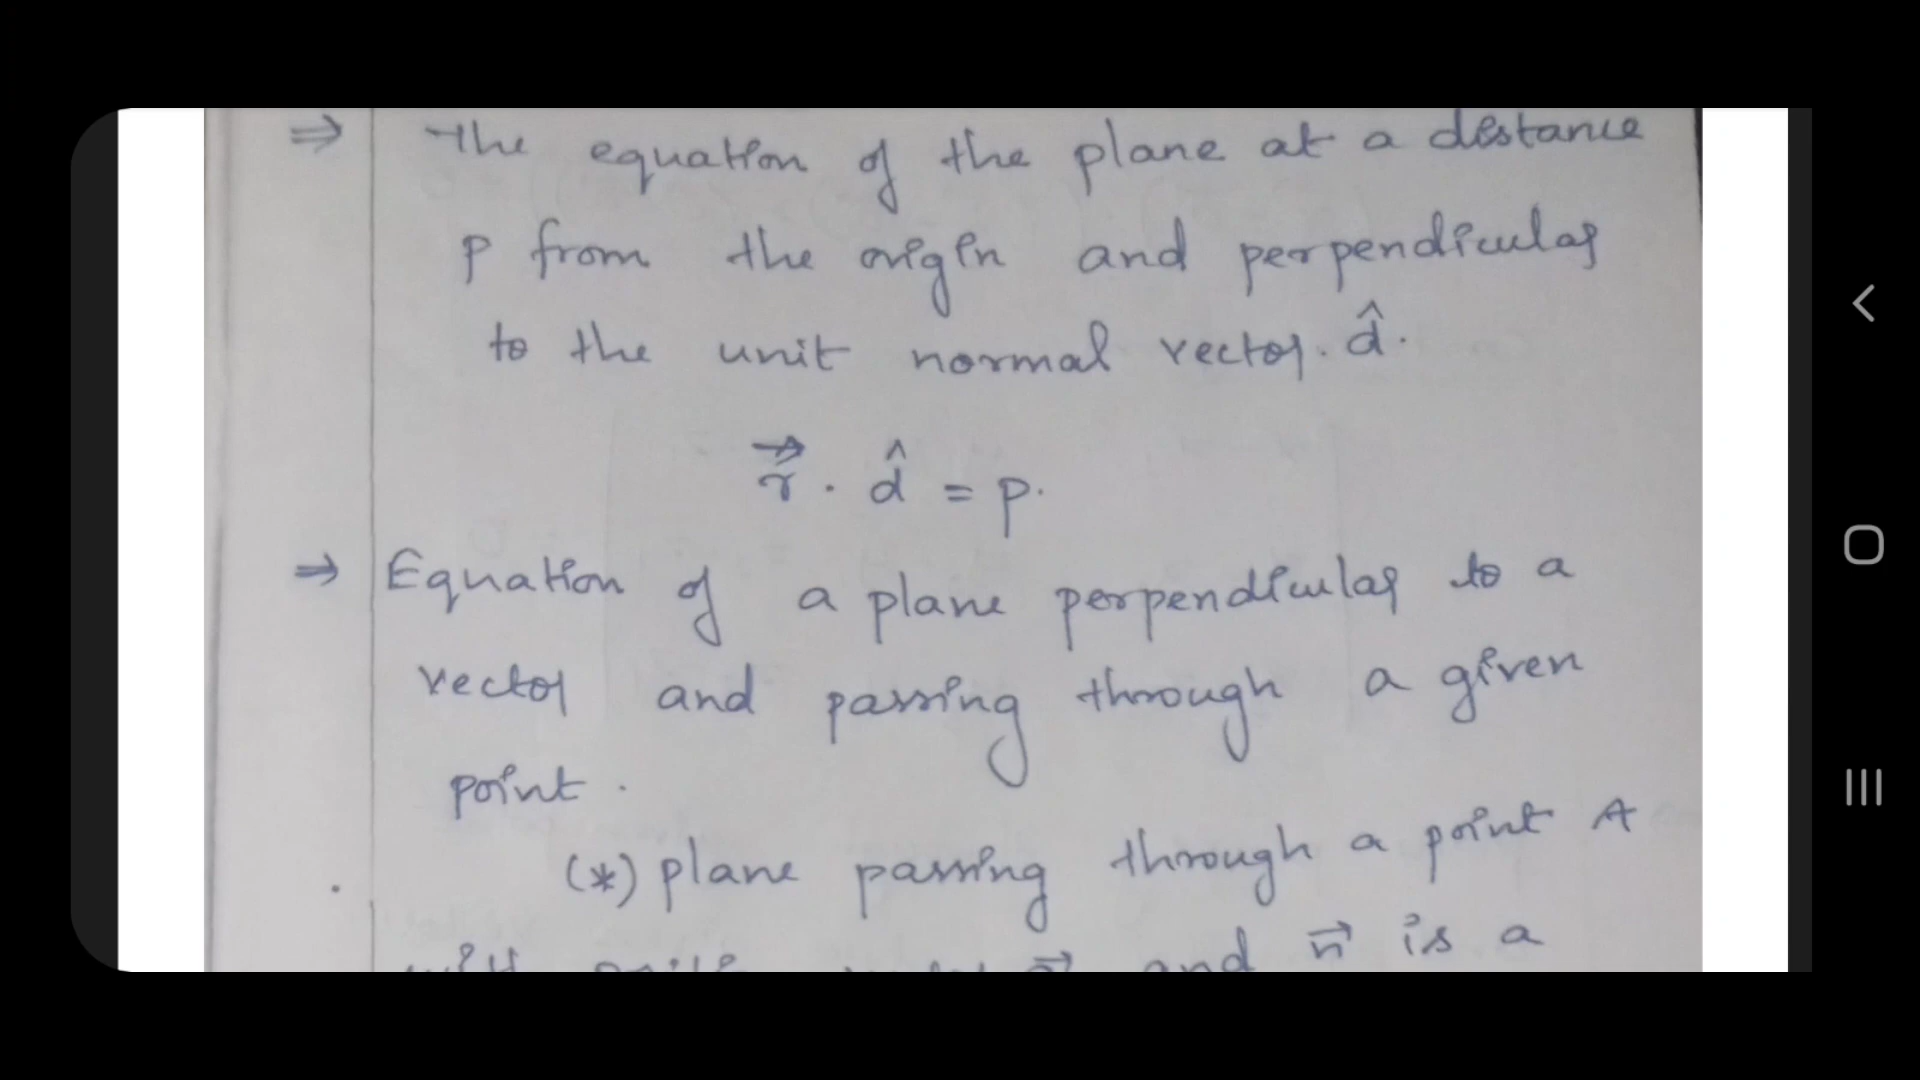 ⇒ The equation of the plane at a distance
p from the origin and perpendicular
to the unit normal vector. d̂.
r⃗ . d̂ = p.
⇒ Equation of a plane perpendicular to a
vector and passing through a given
point.
(*) plane passing through a point A
and n⃗ is a